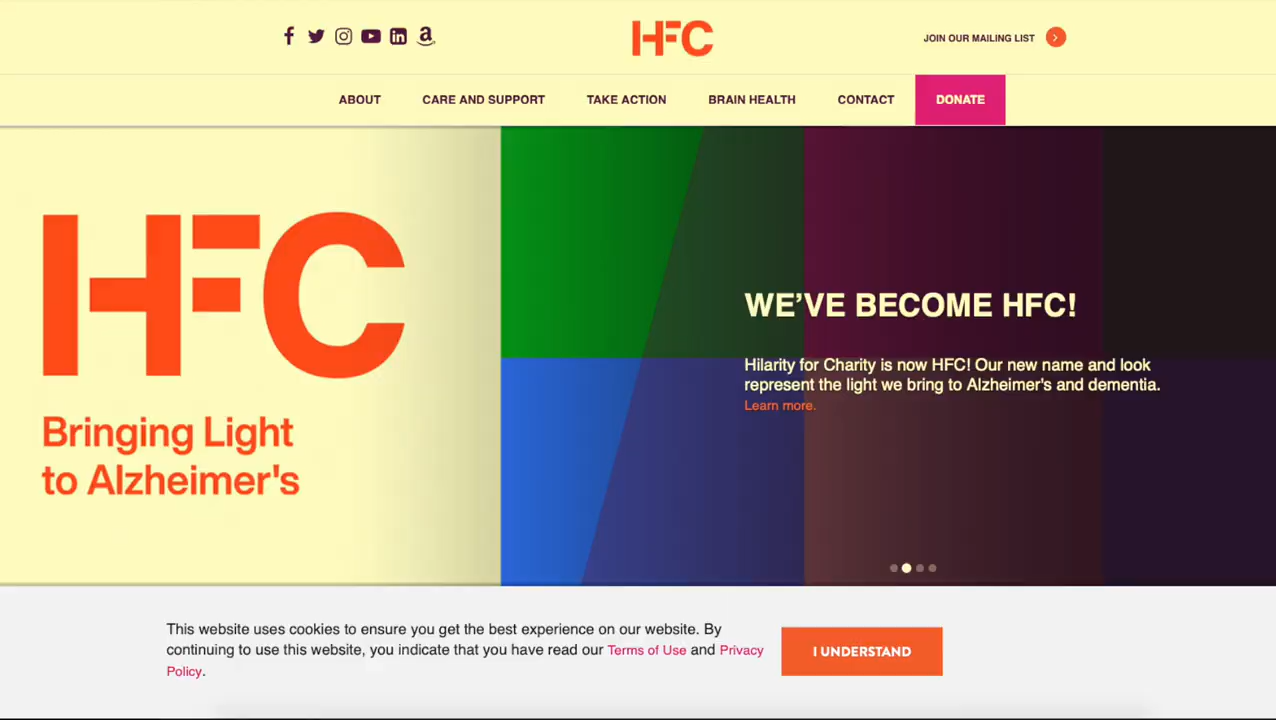 HFC
JOIN OUR MAILING LIST
ABOUT
CARE AND SUPPORT
TAKE ACTION
BRAIN HEALTH
CONTACT
DONATE
HFC
Bringing Light
to Alzheimer's
WE'VE BECOME HFC!
Hilarity for Charity is now HFC! Our new name and look
represent the light we bring to Alzheimer's and dementia.
Learn more.
This website uses cookies to ensure you get the best experience on our website. By
continuing to use this website, you indicate that you have read our Terms of Use and Privacy
Policy.
I UNDERSTAND